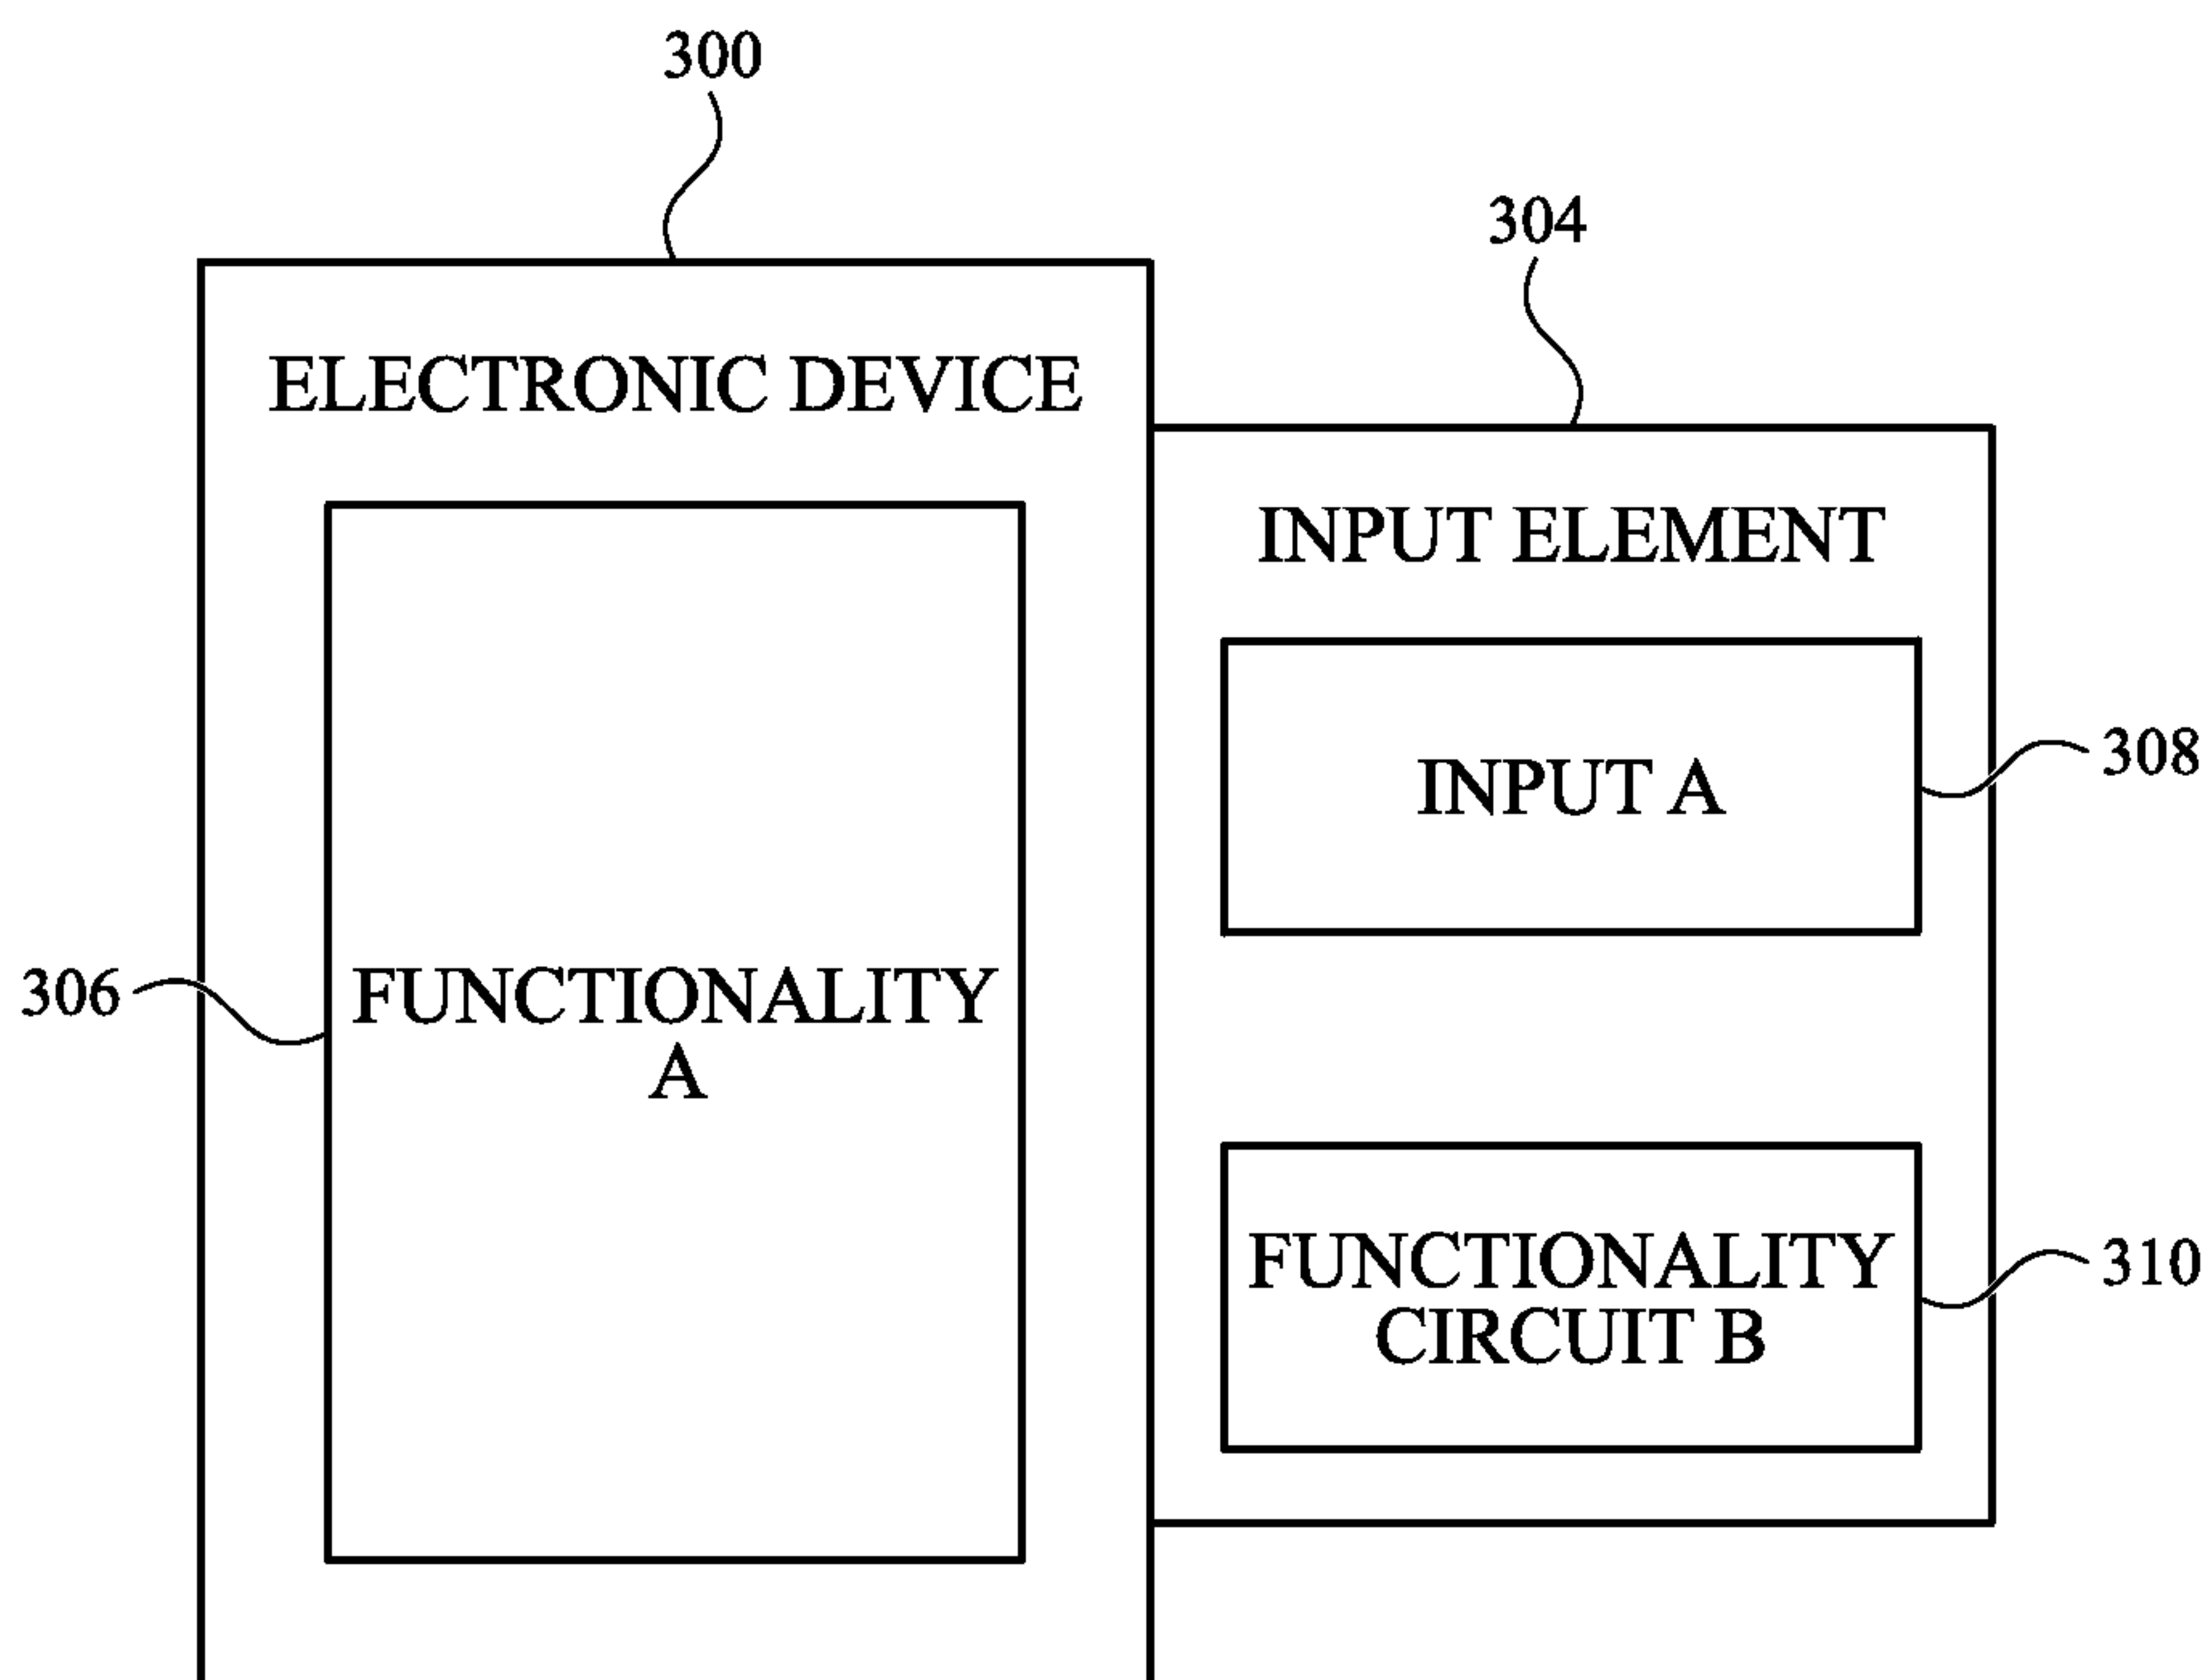 300
304
ELECTRONIC DEVICE
INPUT ELEMENT
INPUT A
308
306
FUNCTIONALITY
A
FUNCTIONALITY
CIRCUIT B
310